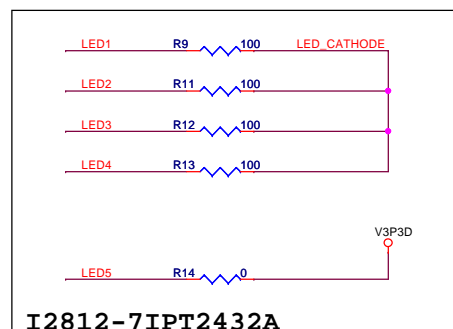 LED1 R9 100 LED_CATHODE
LED2 R11 100
LED3 R12 100
LED4 R13 100
V3P3D
LED5 R14 0
I2812-7IPT2432A